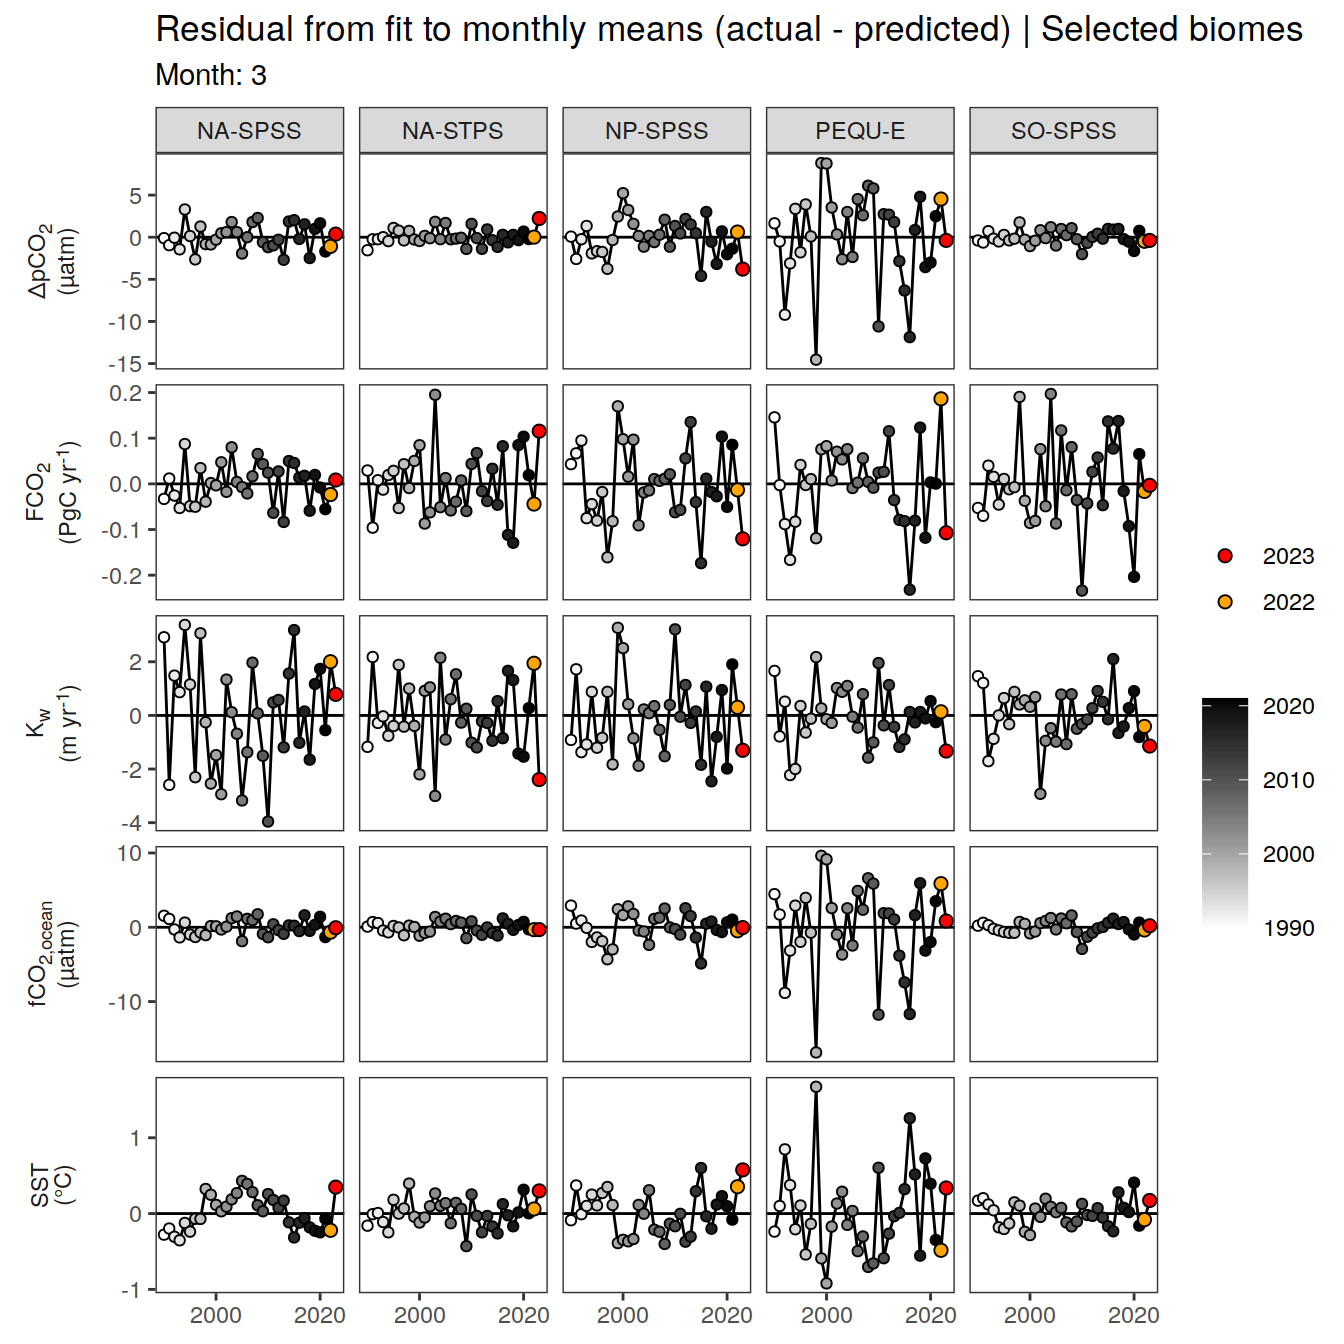 Residual from fit to monthly means (actual - predicted) | Selected biomes
Month: 3
NA-SPSS
NA-STPS
NP-SPSS
PEQU-E
SO-SPSS
ΔpCO2
(µatm)
5
0
-5
-10
-15
FCO2
(PgC yr-1)
0.2
0.1
0.0
-0.1
-0.2
Kw
(m yr-1)
2
0
-2
-4
fCO2,ocean
(µatm)
10
0
-10
SST
(°C)
1
0
-1
2000 2020
2000 2020
2000 2020
2000 2020
2000 2020
2023
2022
2020
2010
2000
1990